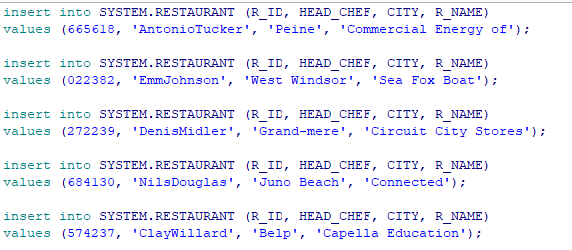 insert into SYSTEM.RESTAURANT (R_ID, HEAD_CHEF, CITY, R_NAME)
values (665618, 'AntonioTucker', 'Peine', 'Commercial Energy of');
insert into SYSTEM.RESTAURANT (R_ID, HEAD_CHEF, CITY, R_NAME)
values (022382, 'EmmJohnson', 'West Windsor', 'Sea Fox Boat');
insert into SYSTEM.RESTAURANT (R_ID, HEAD_CHEF, CITY, R_NAME)
values (272239, 'DenisMidler', 'Grand-mere', 'Circuit City Stores');
insert into SYSTEM.RESTAURANT (R_ID, HEAD_CHEF, CITY, R_NAME)
values (684130, 'NilsDouglas', 'Juno Beach', 'Connected');
insert into SYSTEM.RESTAURANT (R_ID, HEAD_CHEF, CITY, R_NAME)
values (574237, 'ClayWillard', 'Belp', 'Capella Education');